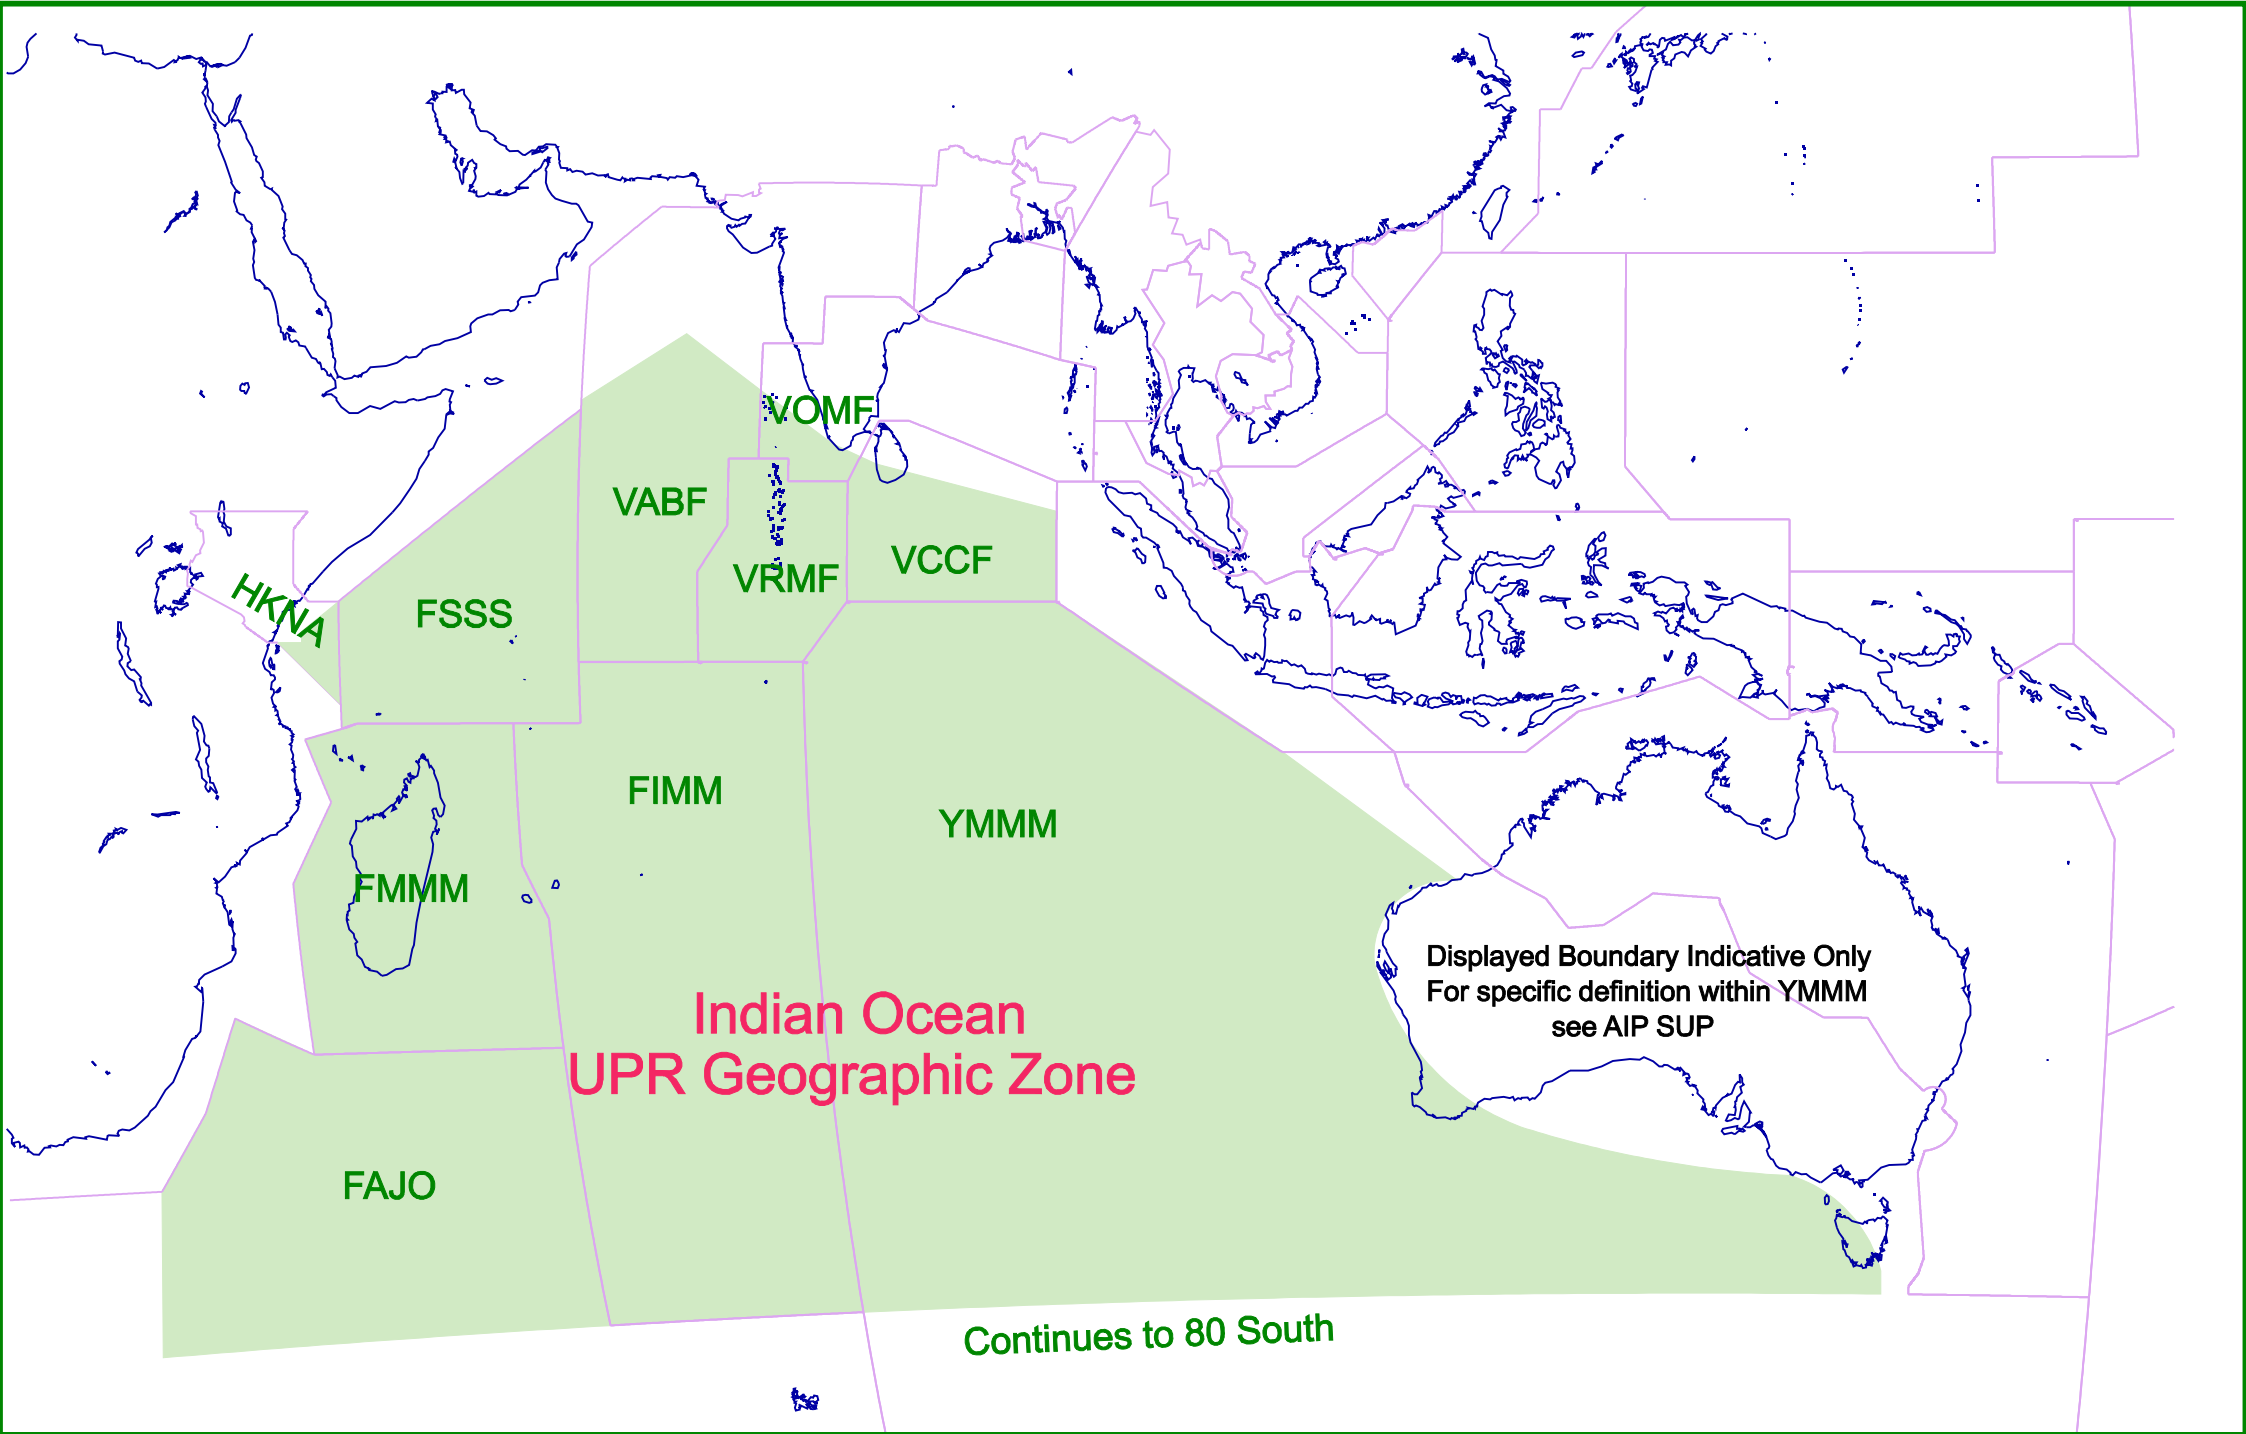 VOMF
VABF
VCCF
VRMF
HKNA
FSSS
FIMM
YMMM
FMMM
Displayed Boundary Indicative Only
For specific definition within YMMM
see AIP SUP
Indian Ocean
UPR Geographic Zone
FAJO
Continues to 80 South